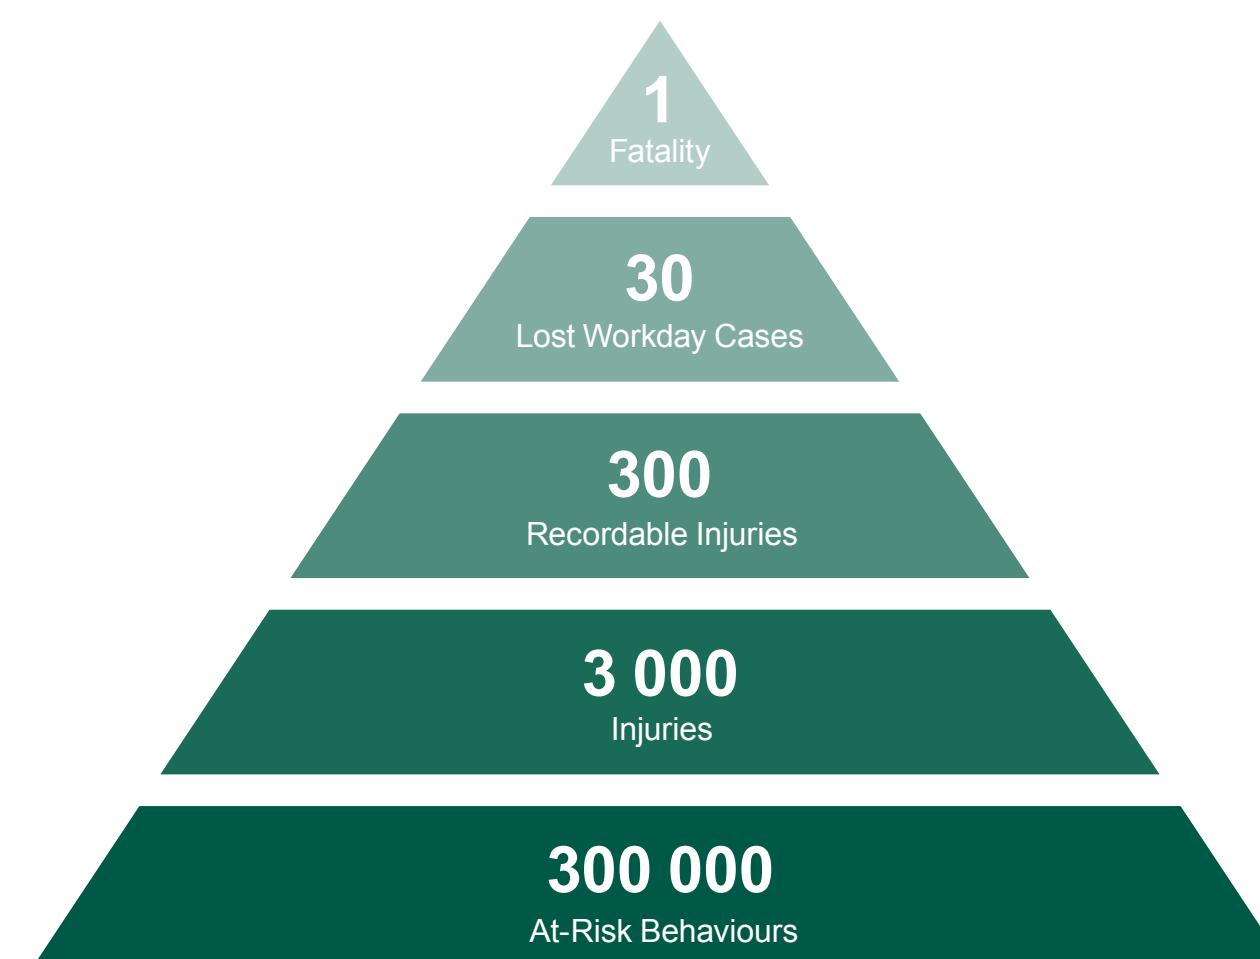 1
Fatality
30
Lost Workday Cases
300
Recordable Injuries
3 000
Injuries
300 000
At-Risk Behaviours